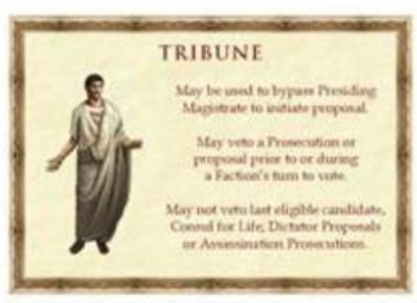 TRIBUNE
May be used to bypass Presiding
Magistrate to initiate proposal.
May veto a Prosecution or
proposal prior to or during
a Faction's turn to vote.
May not veto last eligible candidate,
Consul for Life, Dictator Proposals
or Assassination Prosecutions.